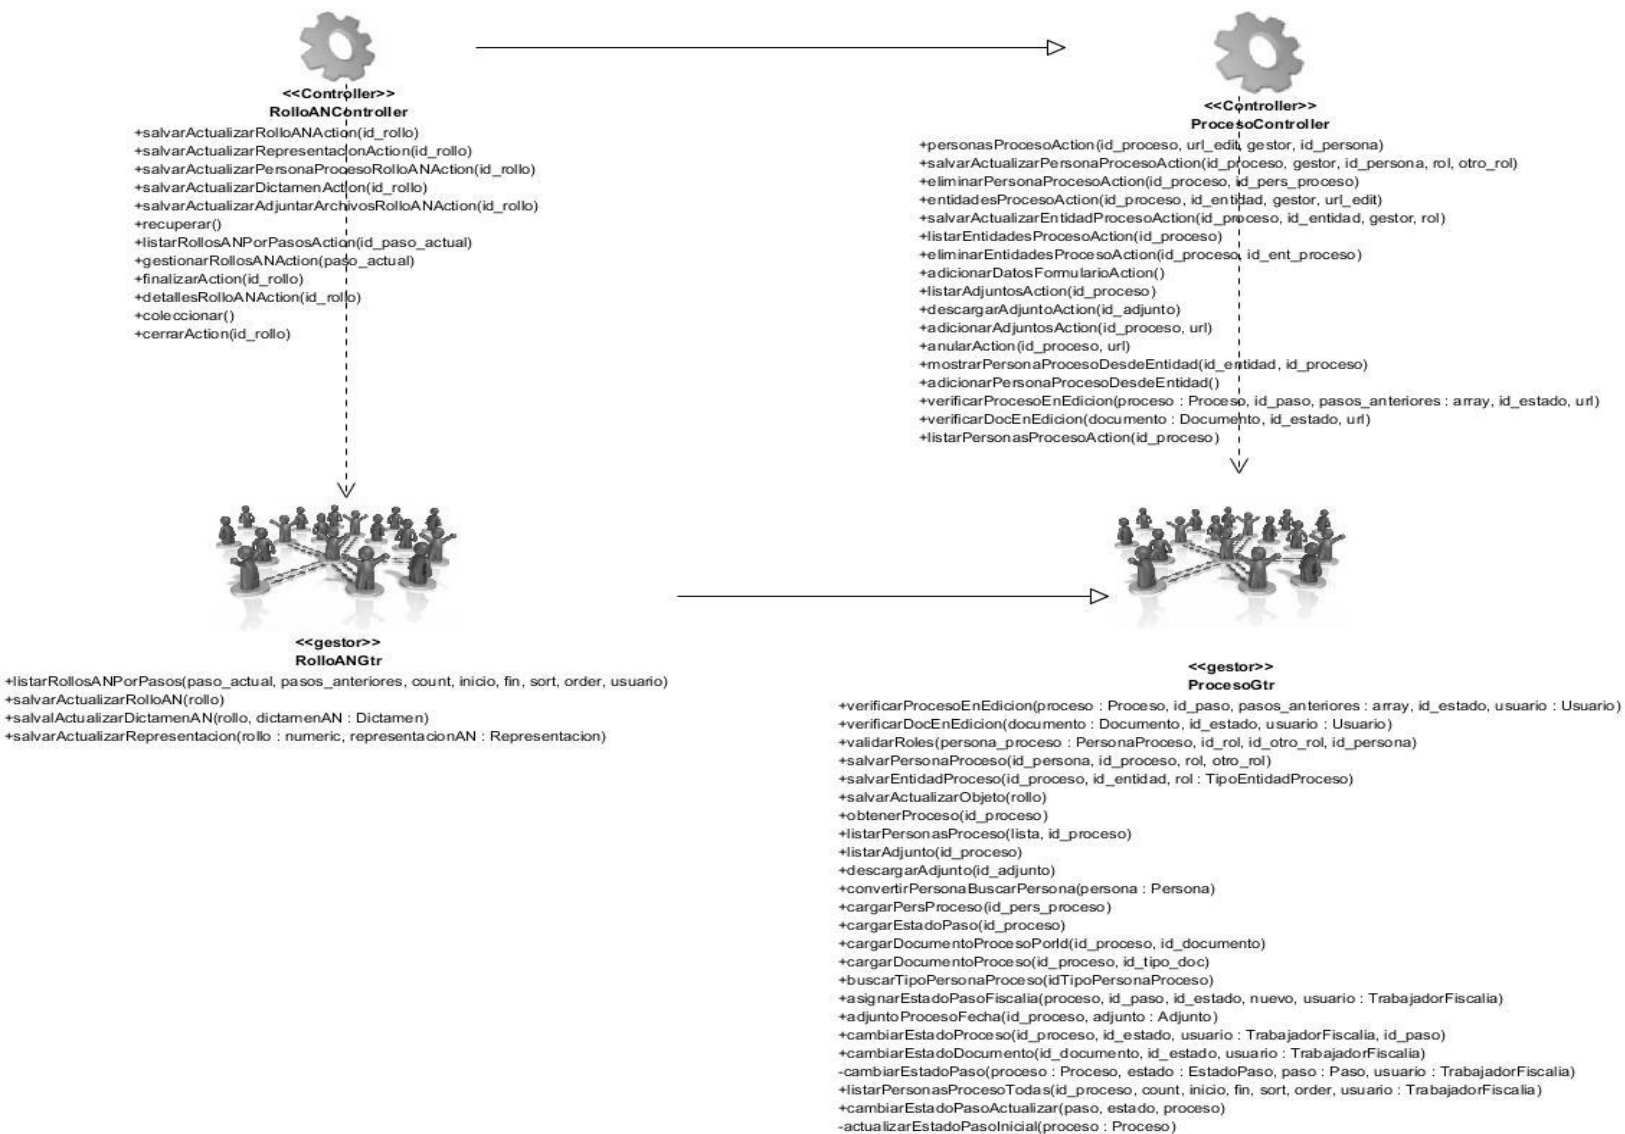 <<Controller>>
RolloANController
+salvarActualizarRolloANAction(id_rollo)
+salvarActualizarRepresentacionAction(id_rollo)
+salvarActualizarPersonaProcesoRolloANAction(id_rollo)
+salvarActualizarDictamenAction(id_rollo)
+salvarActualizarAdjuntarArchivosRolloANAction(id_rollo)
+recuperar()
+listarRollosANPorPasosAction(id_paso_actual)
+gestionarRollosANAction(paso_actual)
+finalizarAction(id_rollo)
+detallesRolloANAction(id_rollo)
+coleccionar()
+cerrarAction(id_rollo)
<<Controller>>
ProcesoController
+personasProcesoAction(id_proceso, url_edit, gestor, id_persona)
+salvarActualizarPersonaProcesoAction(id_proceso, gestor, id_persona, rol, otro_rol)
+eliminarPersonaProcesoAction(id_proceso, id_pers_proceso)
+entidadesProcesoAction(id_proceso, id_entidad, gestor, url_edit)
+salvarActualizarEntidadProcesoAction(id_proceso, id_entidad, gestor, rol)
+listarEntidadesProcesoAction(id_proceso)
+eliminarEntidadesProcesoAction(id_proceso, id_ent_proceso)
+adicionarDatosFormularioAction()
+listarAdjuntosAction(id_proceso)
+descargarAdjuntoAction(id_adjunto)
+adicionarAdjuntosAction(id_proceso, url)
+anularAction(id_proceso, url)
+mostrarPersonaProcesoDesdeEntidad(id_entidad, id_proceso)
+adicionarPersonaProcesoDesdeEntidad()
+verificarProcesoEnEdicion(proceso : Proceso, id_paso, pasos_anteriores : array, id_estado, url)
+verificarDocEnEdicion(documento : Documento, id_estado, url)
+listarPersonasProcesoAction(id_proceso)
<<gestor>>
RolloANGtr
+listarRollosANPorPasos(paso_actual, pasos_anteriores, count, inicio, fin, sort, order, usuario)
+salvarActualizarRolloAN(rollo)
+salvalActualizarDictamenAN(rollo, dictamenAN : Dictamen)
+salvarActualizarRepresentacion(rollo : numeric, representacionAN : Representacion)
<<gestor>>
ProcesoGtr
+verificarProcesoEnEdicion(proceso : Proceso, id_paso, pasos_anteriores : array, id_estado, usuario : Usuario)
+verificarDocEnEdicion(documento : Documento, id_estado, usuario : Usuario)
+validarRoles(persona_proceso : PersonaProceso, id_rol, id_otro_rol, id_persona)
+salvarPersonaProceso(id_persona, id_proceso, rol, otro_rol)
+salvarEntidadProceso(id_proceso, id_entidad, rol : TipoEntidadProceso)
+salvarActualizarObjeto(rollo)
+obtenerProceso(id_proceso)
+listarPersonasProceso(lista, id_proceso)
+listarAdjunto(id_proceso)
+descargarAdjunto(id_adjunto)
+convertirPersonaBuscarPersona(persona : Persona)
+cargarPersProceso(id_pers_proceso)
+cargarEstadoPaso(id_proceso)
+cargarDocumentoProcesoPorId(id_proceso, id_documento)
+cargarDocumentoProceso(id_proceso, id_tipo_doc)
+buscarTipoPersonaProceso(idTipoPersonaProceso)
+asignarEstadoPasoFiscalia(proceso, id_paso, id_estado, nuevo, usuario : TrabajadorFiscalia)
+adjuntoProcesoFecha(id_proceso, adjunto : Adjunto)
+cambiarEstadoProceso(id_proceso, id_estado, usuario : TrabajadorFiscalia, id_paso)
+cambiarEstadoDocumento(id_documento, id_estado, usuario : TrabajadorFiscalia)
-cambiarEstadoPaso(proceso : Proceso, estado : EstadoPaso, paso : Paso, usuario : TrabajadorFiscalia)
+listarPersonasProcesoTodas(id_proceso, count, inicio, fin, sort, order, usuario : TrabajadorFiscalia)
+cambiarEstadoPasoActualizar(paso, estado, proceso)
-actualizarEstadoPasoInicial(proceso : Proceso)